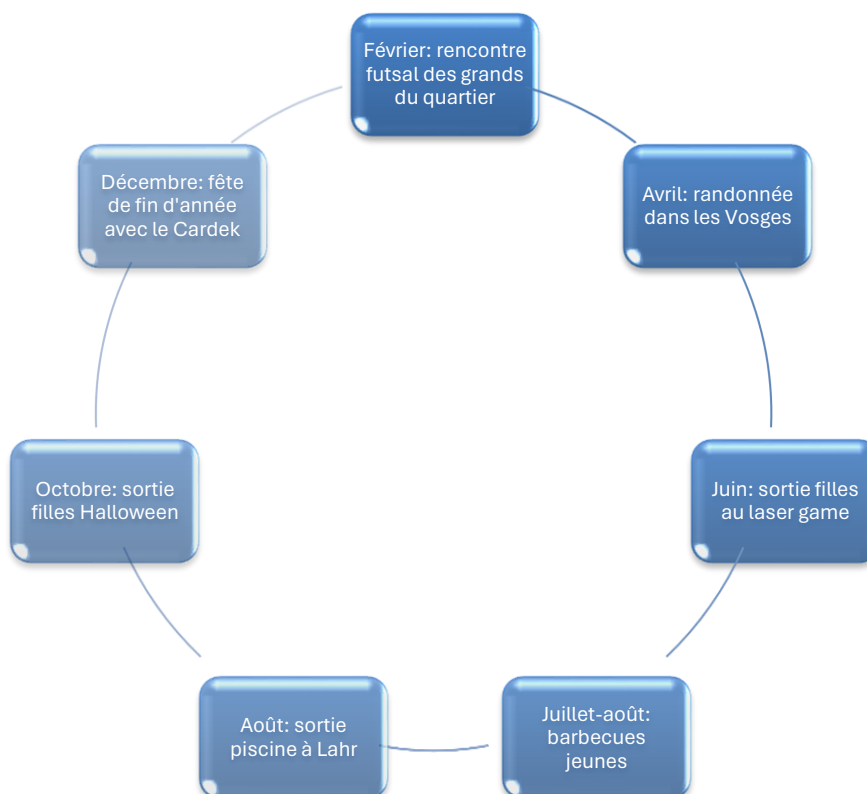 Février: rencontre
futsal des grands
du quartier
Avril: randonnée
dans les Vosges
Juin: sortie filles
au laser game
Juillet-août:
barbecues
jeunes
Août: sortie
piscine à Lahr
Octobre: sortie
filles Halloween
Décembre: fête
de fin d'année
avec le Cardek